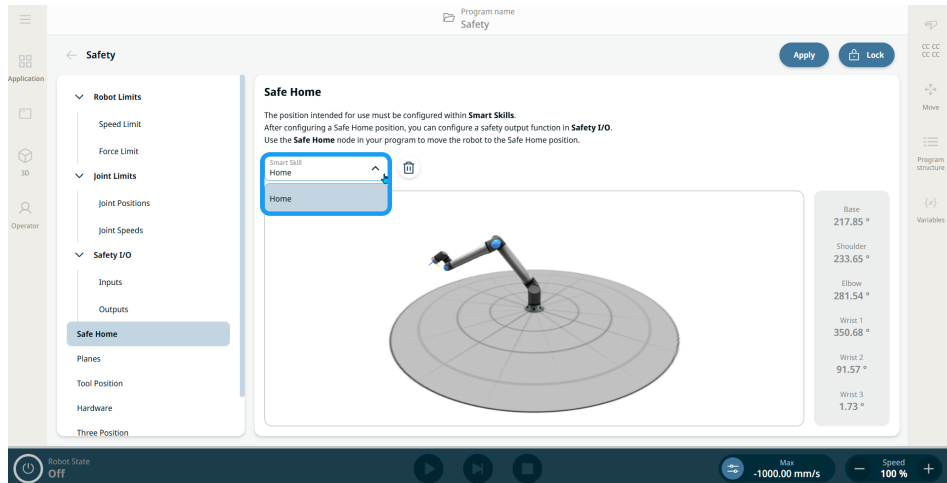 Program name
Safety
Safety
Apply
Lock
CC CC
CC CC
Application
3D
Operator
Robot Limits
Speed Limit
Force Limit
Joint Limits
Joint Positions
Joint Speeds
Safety I/O
Inputs
Outputs
Safe Home
Planes
Tool Position
Hardware
Three Position
Safe Home
The position intended for use must be configured within Smart Skills.
After configuring a Safe Home position, you can configure a safety output function in Safety I/O.
Use the Safe Home node in your program to move the robot to the Safe Home position.
Smart Skill
Home
Home
Base
217.85 °
Shoulder
233.65 °
Elbow
281.54 °
Wrist 1
350.68 °
Wrist 2
91.57 °
Wrist 3
1.73 °
Move
Program
structure
{x}
Variables
Robot State
Off
Max
-1000.00 mm/s
Speed
100 %